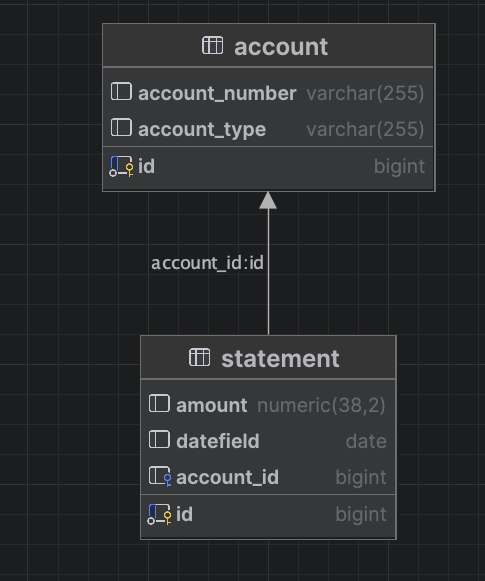 account
account_number varchar(255)
account_type varchar(255)
id bigint
account_id:id
statement
amount numeric(38,2)
datefield date
account_id bigint
id bigint